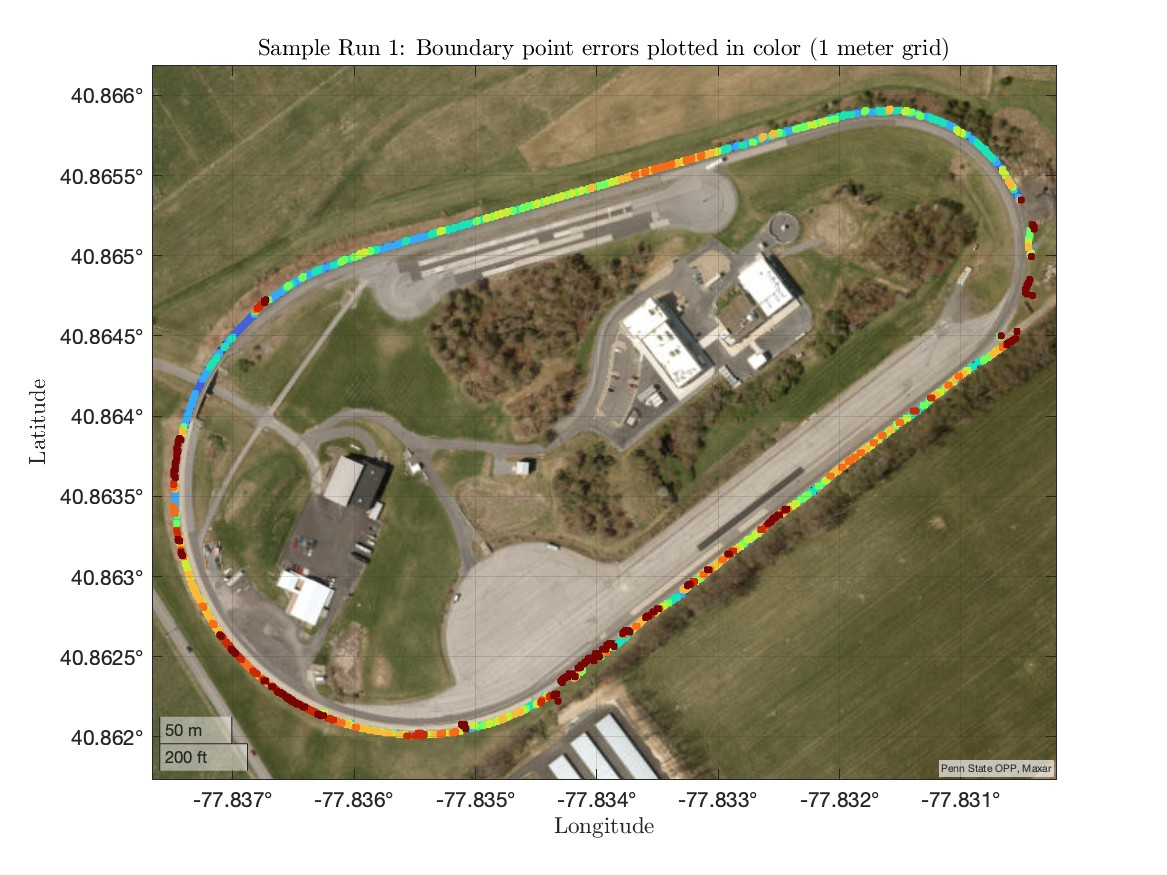 Sample Run 1: Boundary point errors plotted in color (1 meter grid)
40.866°
40.8655°
40.865°
40.8645°
40.864°
40.8635°
40.863°
40.8625°
40.862°
Latitude
50 m
200 ft
Penn State OPP, Maxar
-77.837° -77.836° -77.835° -77.834° -77.833° -77.832° -77.831°
Longitude